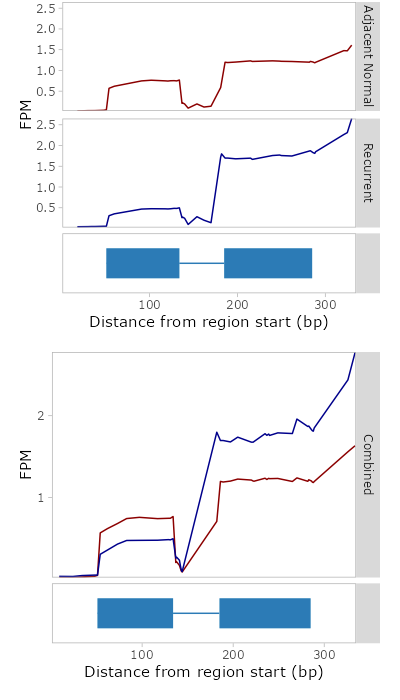 2.5
2.0
1.5
1.0
0.5
Adjacent Normal
FPM
2.5
2.0
1.5
1.0
0.5
Recurrent
100 200 300
Distance from region start (bp)
2
1
FPM
Combined
100 200 300
Distance from region start (bp)